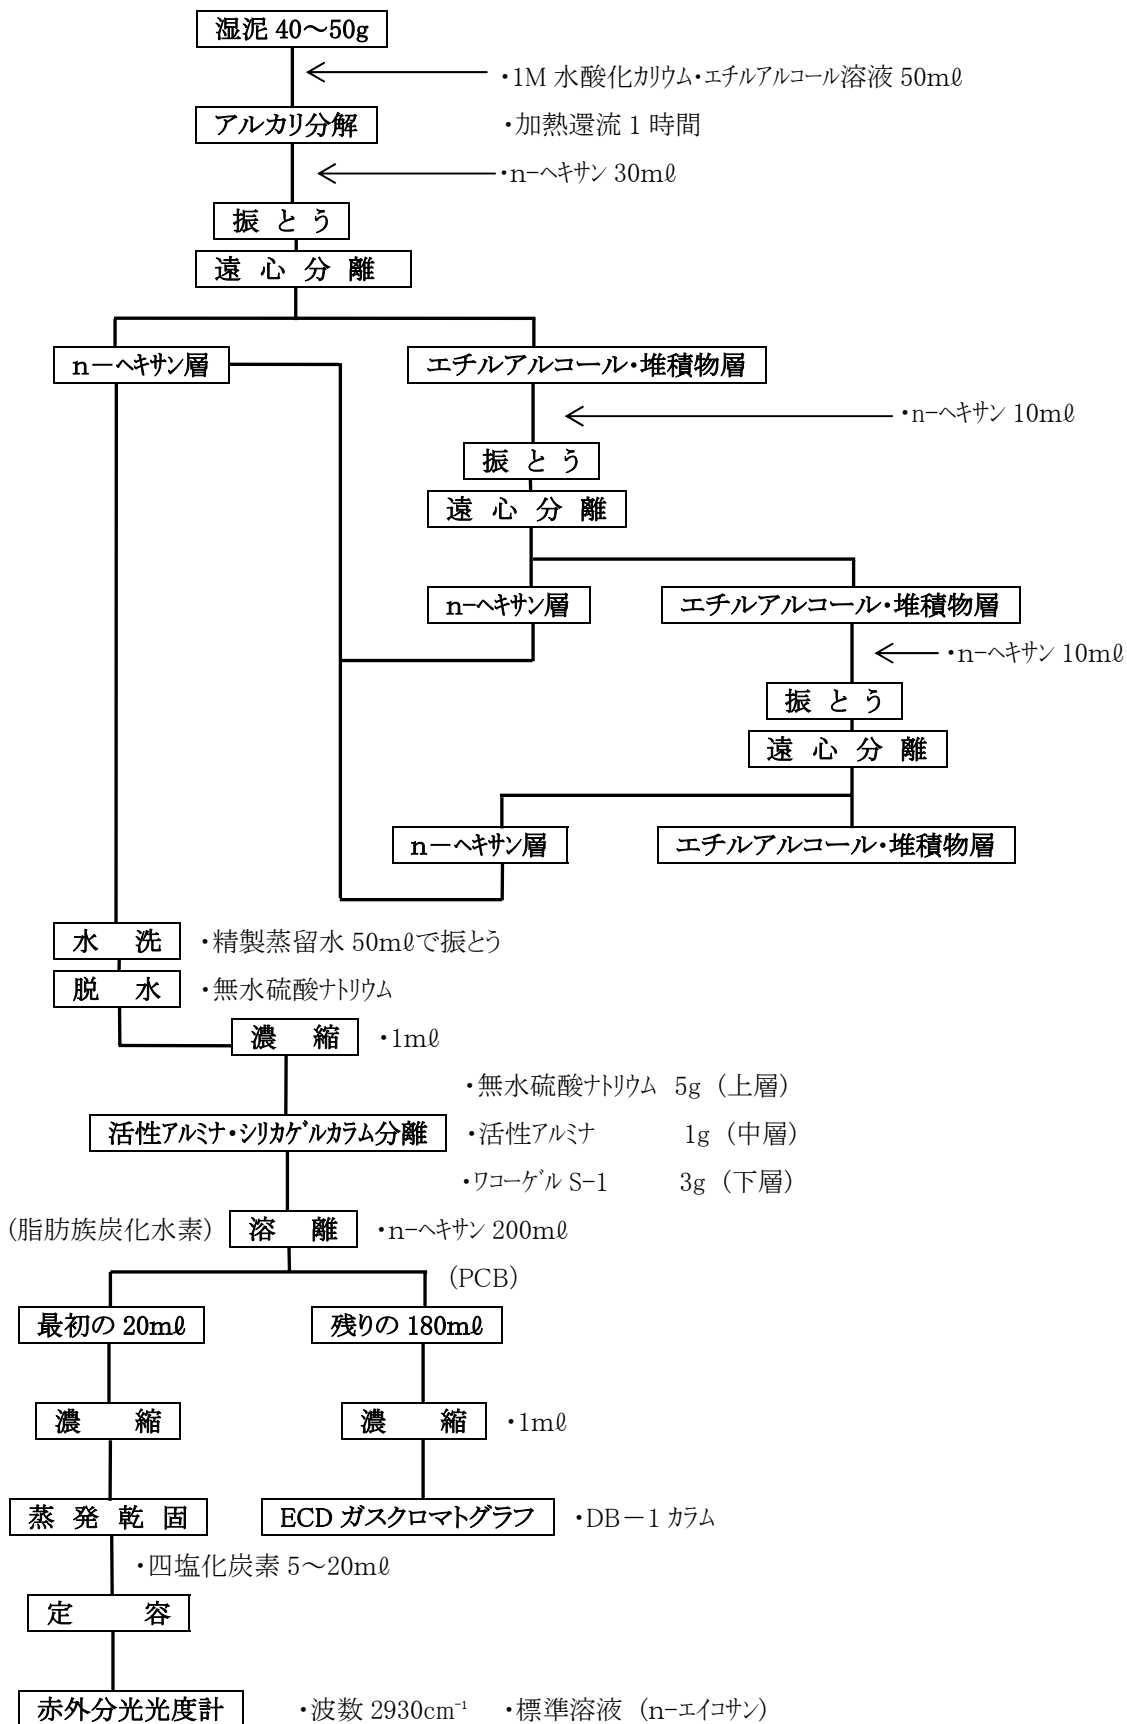 湿泥 40～50g
・1M 水酸化カリウム・エチルアルコール溶液 50mℓ
アルカリ分解 ・加熱還流 1 時間
・n-ヘキサン 30mℓ
振 と う
遠 心 分 離
n－ヘキサン層 エチルアルコール・堆積物層
・n-ヘキサン 10mℓ
振 と う
遠 心 分 離
n-ヘキサン層 エチルアルコール・堆積物層
・n-ヘキサン 10mℓ
振 と う
遠 心 分 離
n－ヘキサン層 エチルアルコール・堆積物層
水 洗 ・精製蒸留水 50mℓで振とう
脱 水 ・無水硫酸ナトリウム
濃 縮 ・1mℓ
・無水硫酸ナトリウム 5g (上層)
活性アルミナ・シリカゲルカラム分離 ・活性アルミナ 1g (中層)
・ワコーゲル S-1 3g (下層)
(脂肪族炭化水素) 溶 離 ・n-ヘキサン 200mℓ
(PCB)
最初の 20mℓ 残りの 180mℓ
濃 縮 濃 縮 ・1mℓ
蒸 発 乾 固 ECD ガスクロマトグラフ ・DB－1 カラム
・四塩化炭素 5～20mℓ
定 容
赤外分光光度計 ・波数 2930cm⁻¹ ・標準溶液 (n-エイコサン)